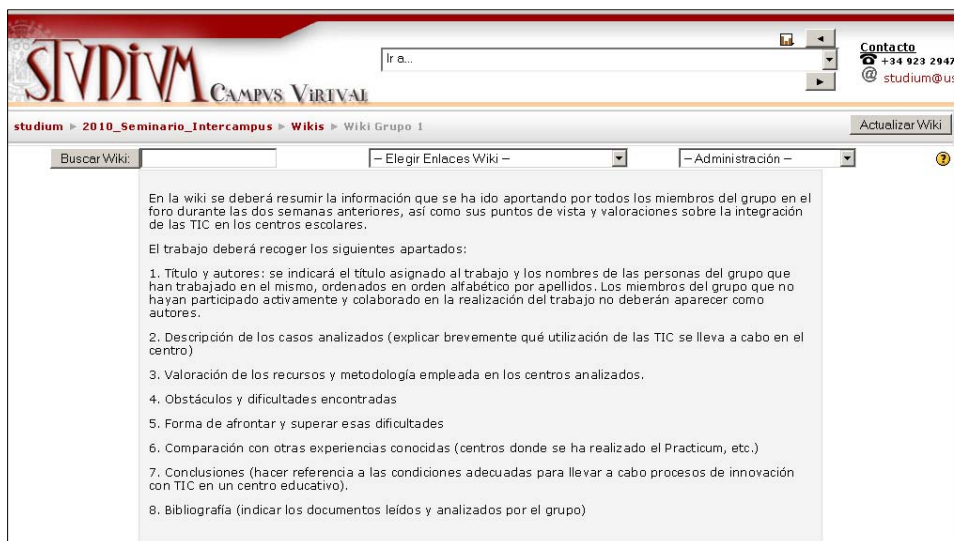 STVDIVM CAMPVS VIRTVAL
Ir a...
Contacto
+34 923 2947
@ studium@us
studium ► 2010_Seminario_Intercampus ► Wikis ► Wiki Grupo 1
Actualizar Wiki
Buscar Wiki:
– Elegir Enlaces Wiki –
– Administración –
En la wiki se deberá resumir la información que se ha ido aportando por todos los miembros del grupo en el
foro durante las dos semanas anteriores, así como sus puntos de vista y valoraciones sobre la integración
de las TIC en los centros escolares.
El trabajo deberá recoger los siguientes apartados:
1. Título y autores: se indicará el título asignado al trabajo y los nombres de las personas del grupo que
han trabajado en el mismo, ordenados en orden alfabético por apellidos. Los miembros del grupo que no
hayan participado activamente y colaborado en la realización del trabajo no deberán aparecer como
autores.
2. Descripción de los casos analizados (explicar brevemente qué utilización de las TIC se lleva a cabo en el
centro)
3. Valoración de los recursos y metodología empleada en los centros analizados.
4. Obstáculos y dificultades encontradas
5. Forma de afrontar y superar esas dificultades
6. Comparación con otras experiencias conocidas (centros donde se ha realizado el Practicum, etc.)
7. Conclusiones (hacer referencia a las condiciones adecuadas para llevar a cabo procesos de innovación
con TIC en un centro educativo).
8. Bibliografía (indicar los documentos leídos y analizados por el grupo)